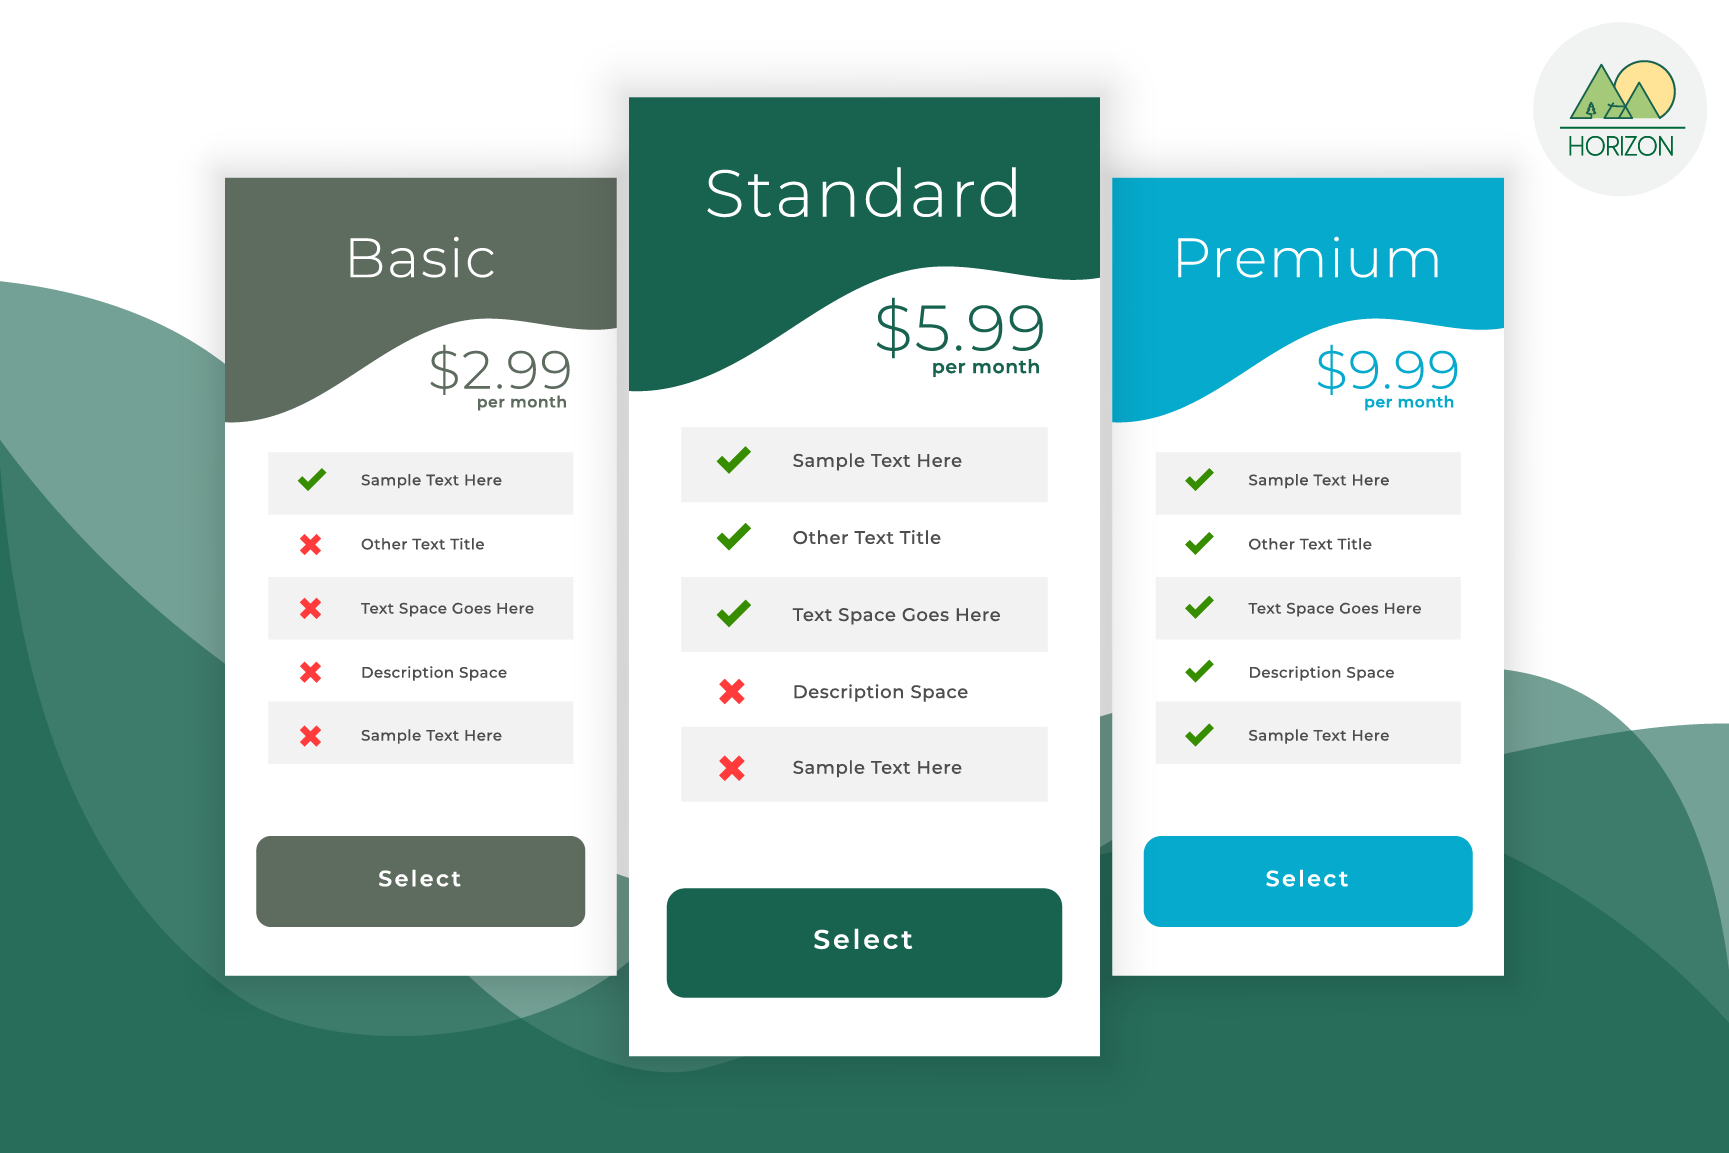 HORIZON
Basic
$2.99
per month
Sample Text Here
Other Text Title
Text Space Goes Here
Description Space
Sample Text Here
Select
Standard
$5.99
per month
Sample Text Here
Other Text Title
Text Space Goes Here
Description Space
Sample Text Here
Select
Premium
$9.99
per month
Sample Text Here
Other Text Title
Text Space Goes Here
Description Space
Sample Text Here
Select